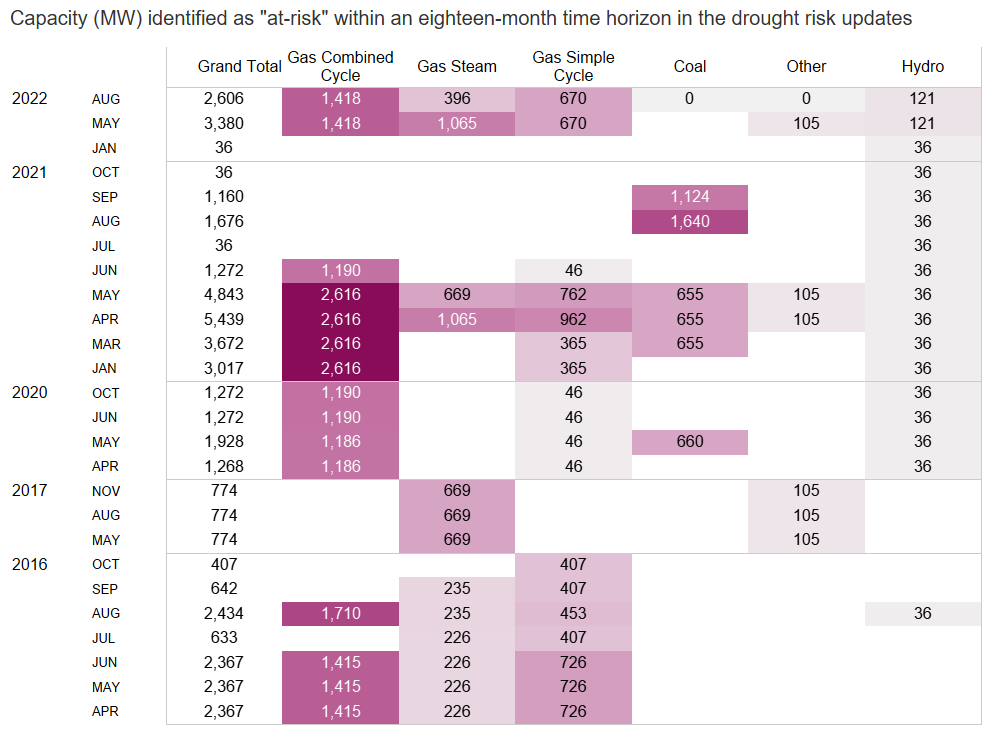 Capacity (MW) identified as "at-risk" within an eighteen-month time horizon in the drought risk updates
Grand Total Gas Combined Cycle Gas Steam Gas Simple Cycle Coal Other Hydro
2022 AUG 2,606 1,418 396 670 0 0 121
MAY 3,380 1,418 1,065 670 105 121
JAN 36 36
2021 OCT 36 36
SEP 1,160 1,124 36
AUG 1,676 1,640 36
JUL 36 36
JUN 1,272 1,190 46 36
MAY 4,843 2,616 669 762 655 105 36
APR 5,439 2,616 1,065 962 655 105 36
MAR 3,672 2,616 365 655 36
JAN 3,017 2,616 365 36
2020 OCT 1,272 1,190 46 36
JUN 1,272 1,190 46 36
MAY 1,928 1,186 46 660 36
APR 1,268 1,186 46 36
2017 NOV 774 669 105
AUG 774 669 105
MAY 774 669 105
2016 OCT 407 407
SEP 642 235 407
AUG 2,434 1,710 235 453 36
JUL 633 226 407
JUN 2,367 1,415 226 726
MAY 2,367 1,415 226 726
APR 2,367 1,415 226 726